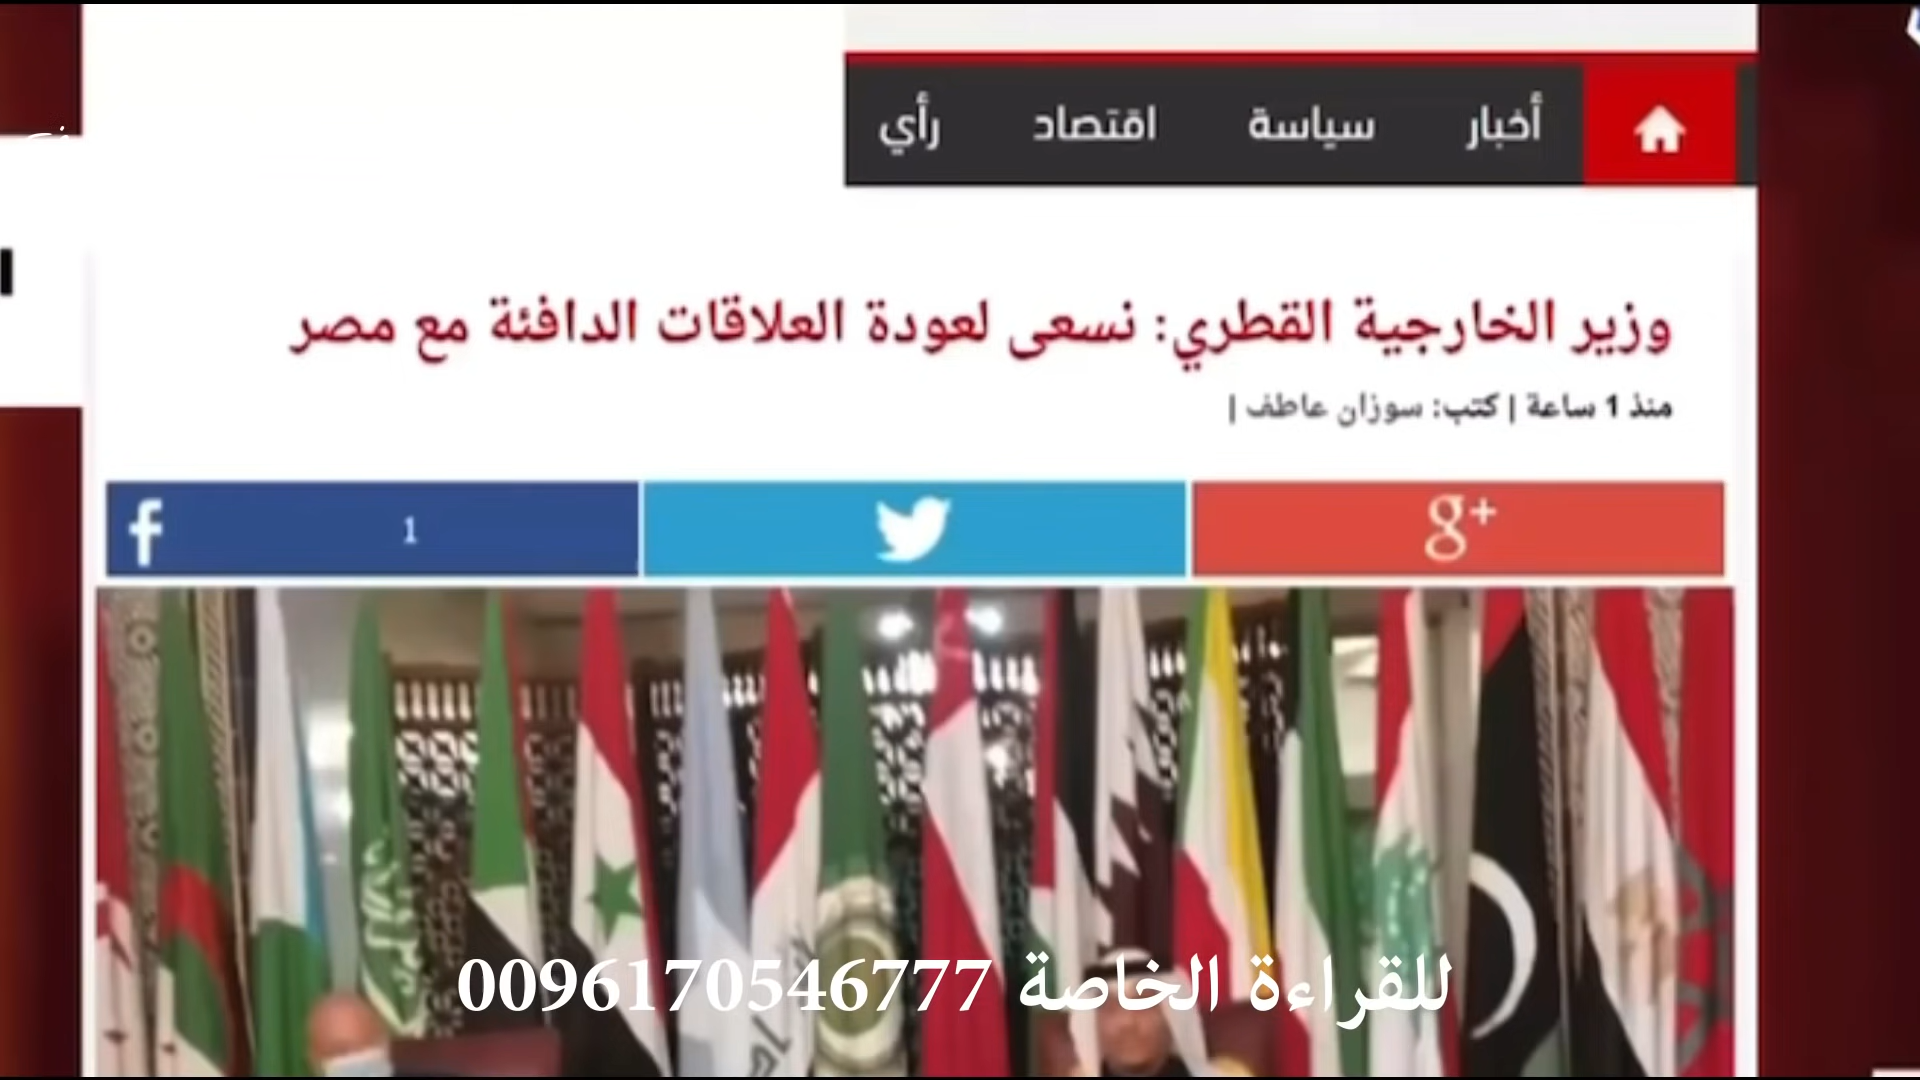 أخبار سياسة اقتصاد رأي
وزير الخارجية القطري: نسعى لعودة العلاقات الدافئة مع مصر
منذ 1 ساعة | كتب: سوزان عاطف |
f 1 g+
للقراءة الخاصة 0096170546777